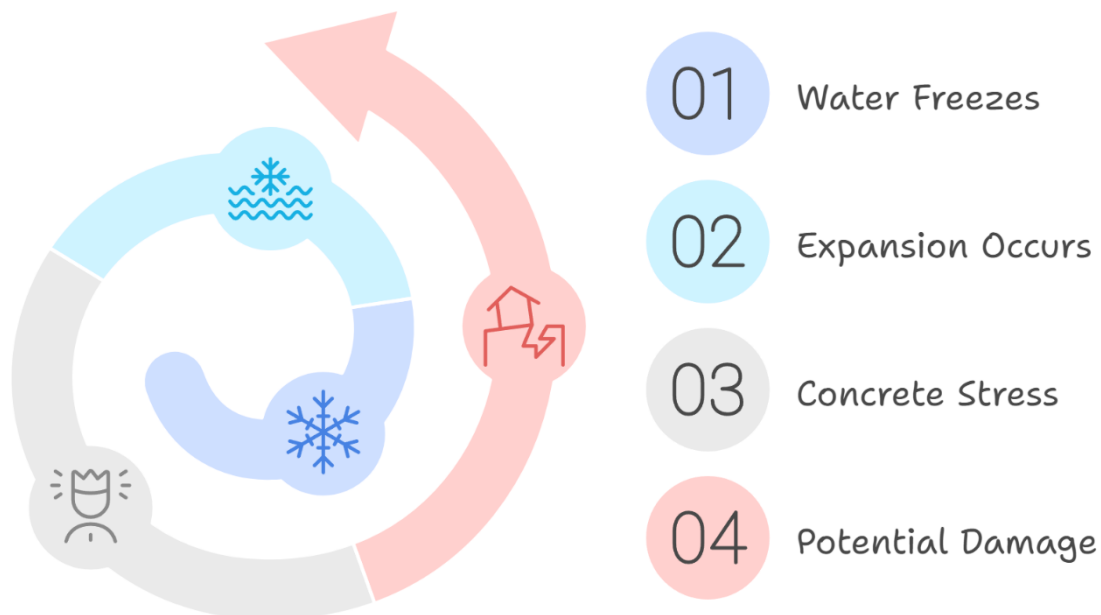 01 Water Freezes
02 Expansion Occurs
03 Concrete Stress
04 Potential Damage